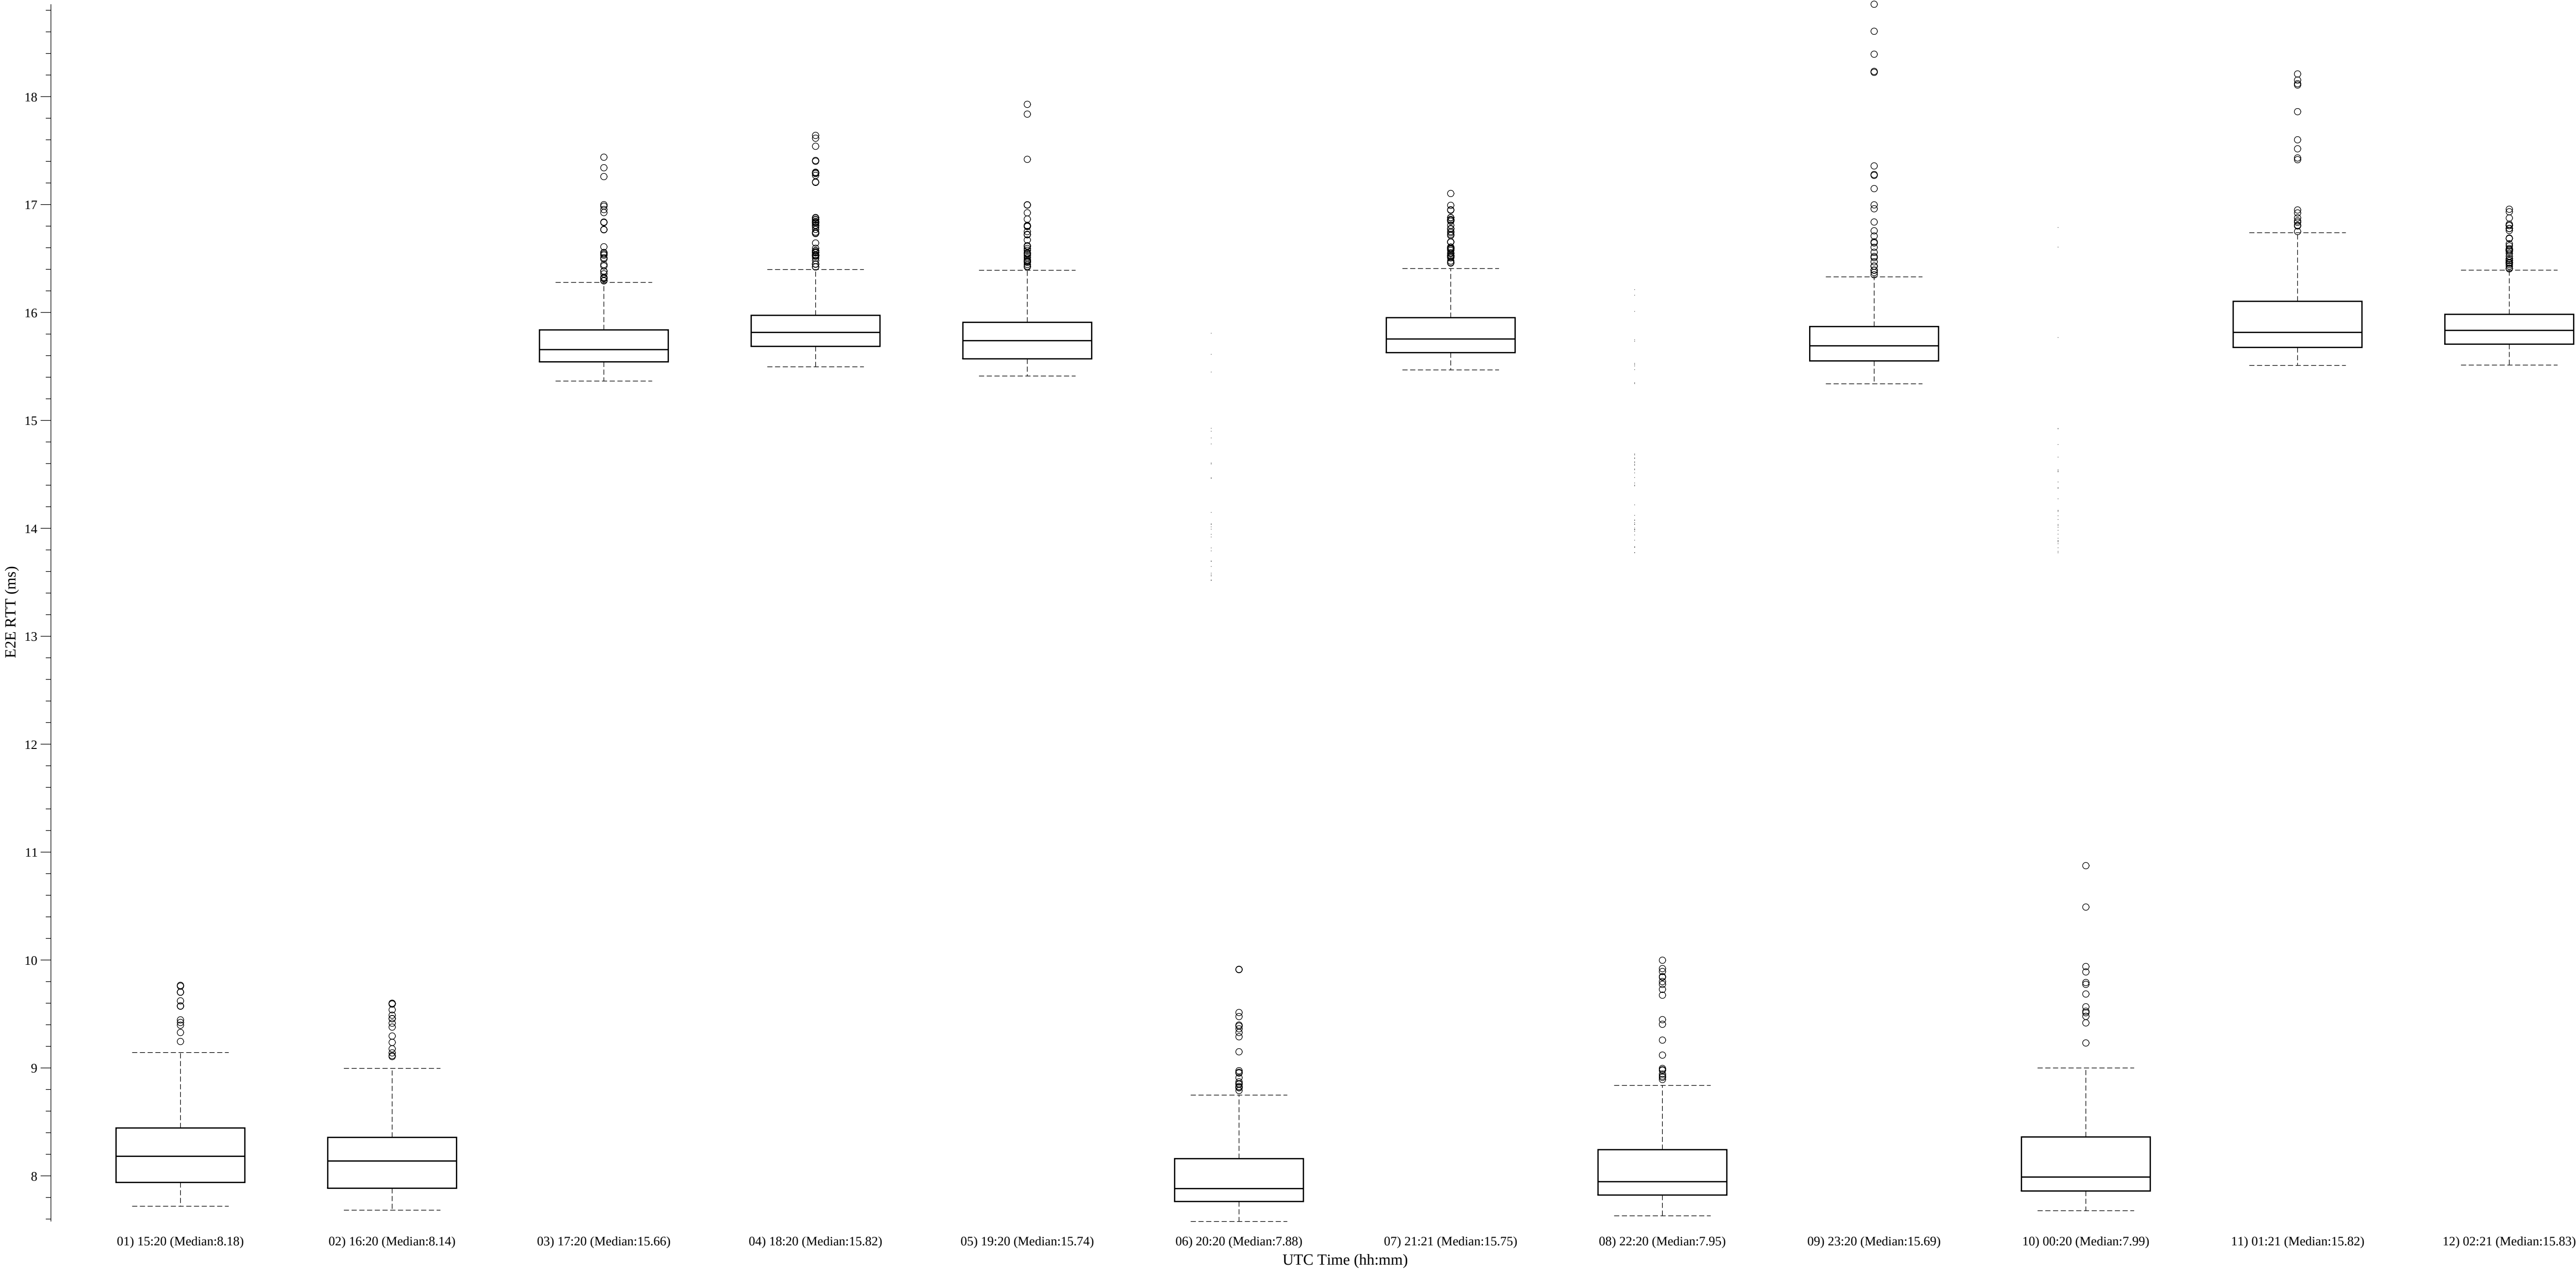 18
17
16
15
14
13
12
11
10
9
8
E2E RTT (ms)
01) 15:20 (Median:8.18)
02) 16:20 (Median:8.14)
03) 17:20 (Median:15.66)
04) 18:20 (Median:15.82)
05) 19:20 (Median:15.74)
06) 20:20 (Median:7.88)
07) 21:21 (Median:15.75)
08) 22:20 (Median:7.95)
09) 23:20 (Median:15.69)
10) 00:20 (Median:7.99)
11) 01:21 (Median:15.82)
12) 02:21 (Median:15.83)
UTC Time (hh:mm)